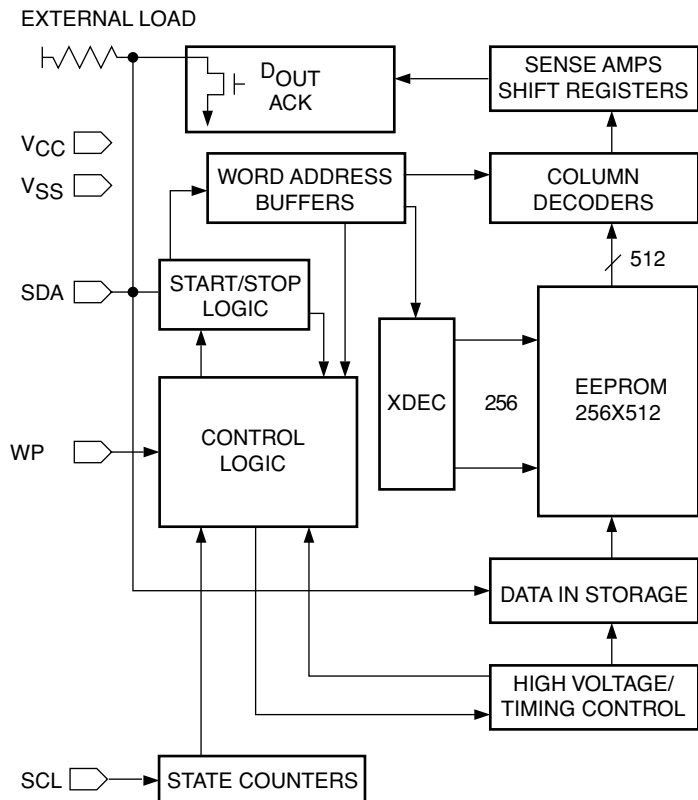 EXTERNAL LOAD
DOUT
ACK
SENSE AMPS
SHIFT REGISTERS
VCC
VSS
WORD ADDRESS
BUFFERS
COLUMN
DECODERS
512
SDA
START/STOP
LOGIC
XDEC
256
EEPROM
256X512
WP
CONTROL
LOGIC
DATA IN STORAGE
HIGH VOLTAGE/
TIMING CONTROL
SCL
STATE COUNTERS